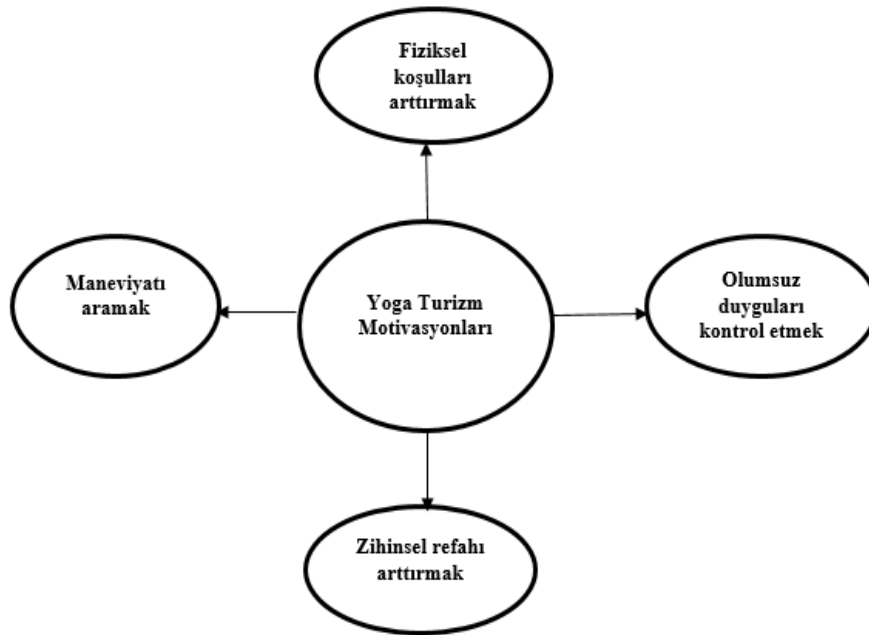 Fiziksel
koşulları
arttırmak
Maneviyatı
aramak
Yoga Turizm
Motivasyonları
Olumsuz
duyguları
kontrol etmek
Zihinsel refahı
arttırmak